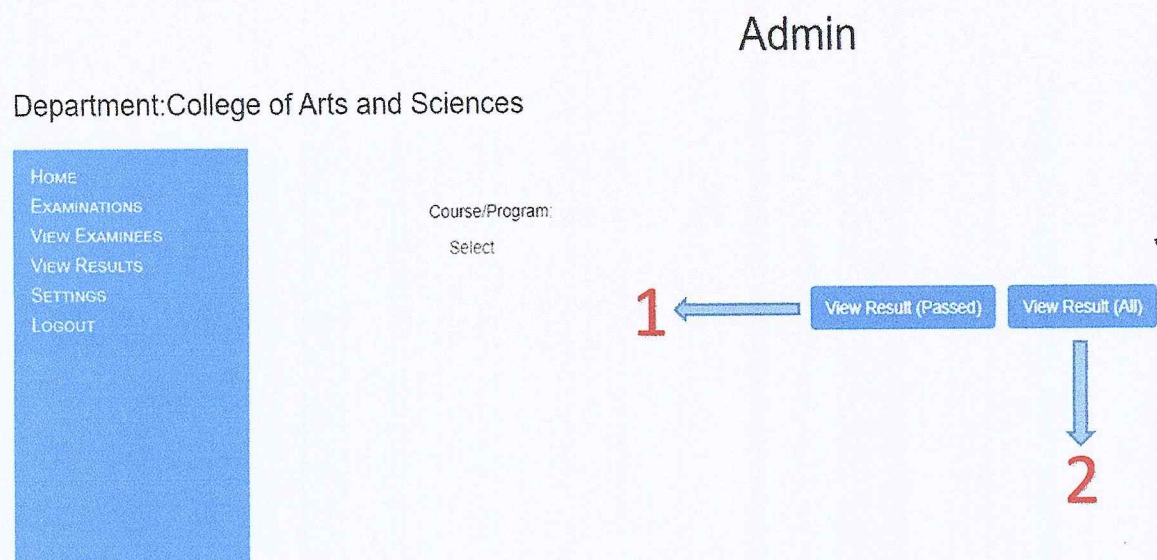 Admin
Department:College of Arts and Sciences
HOME
EXAMINATIONS
VIEW EXAMINEES
VIEW RESULTS
SETTINGS
LOGOUT
Course/Program:
Select
1
View Result (Passed)
View Result (All)
2